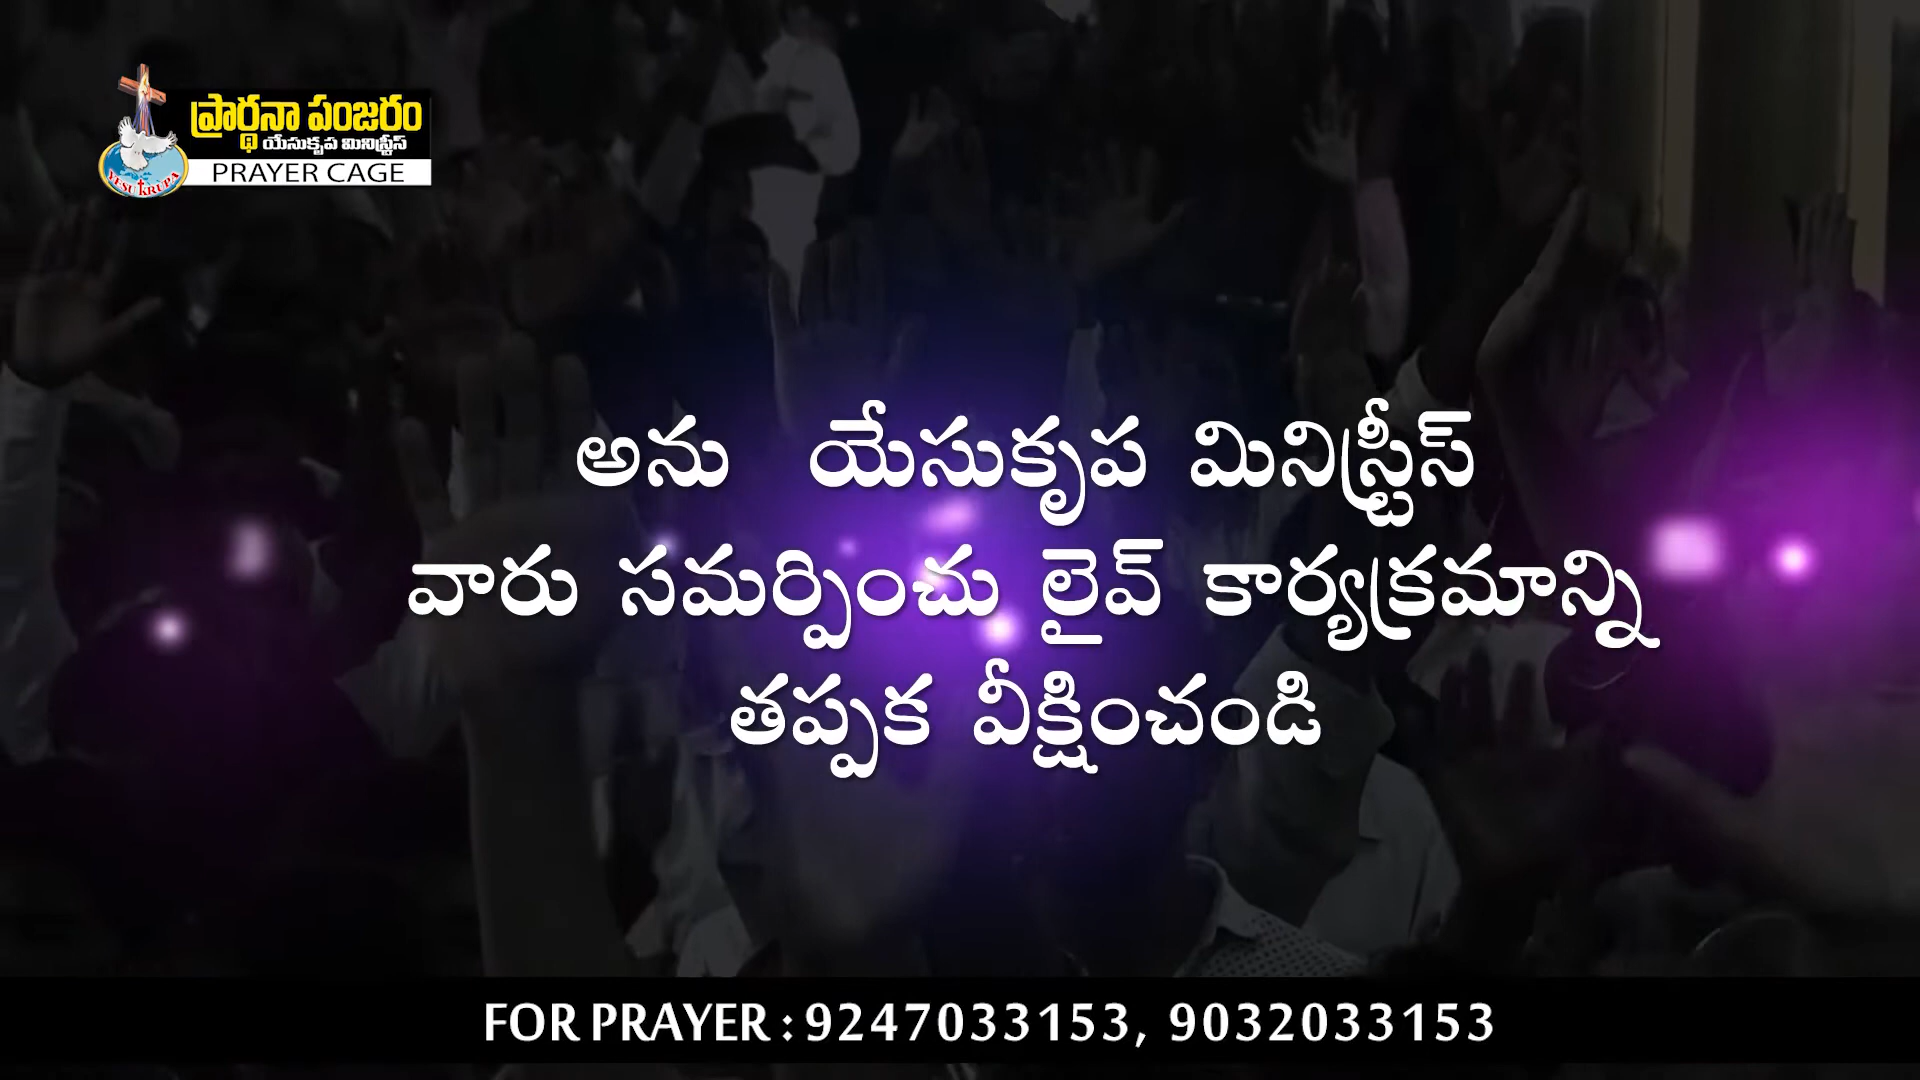 ప్రార్థనా పంజరం
యేసుకృప మినిస్ట్రీస్
PRAYER CAGE
YESU KRUPA
అను యేసుకృప మినిస్ట్రీస్
వారు సమర్పించు లైవ్ కార్యక్రమాన్ని
తప్పక వీక్షించండి
FOR PRAYER : 9247033153, 9032033153